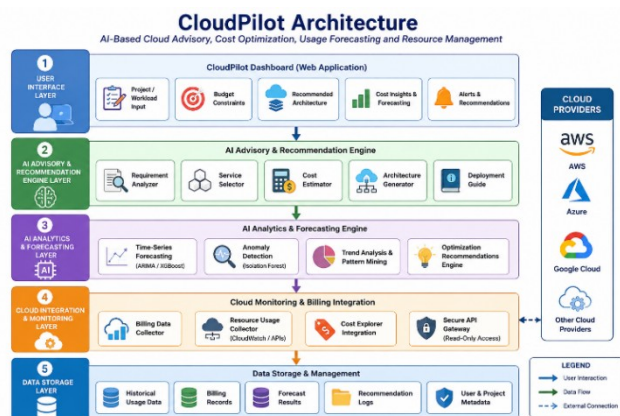 CloudPilot Architecture
AI-Based Cloud Advisory, Cost Optimization, Usage Forecasting and Resource Management
1
USER
INTERFACE
LAYER
CloudPilot Dashboard (Web Application)
Project /
Workload
Input
Budget
Constraints
Recommended
Architecture
Cost Insights &
Forecasting
Alerts &
Recommendations
2
AI ADVISORY &
RECOMMENDATION
ENGINE LAYER
AI Advisory & Recommendation Engine
Requirement
Analyzer
Service
Selector
Cost
Estimator
Architecture
Generator
Deployment
Guide
3
AI ANALYTICS
& FORECASTING
LAYER
AI
AI Analytics & Forecasting Engine
Time-Series
Forecasting
(ARIMA / XGBoost)
Anomaly
Detection
(Isolation Forest)
Trend Analysis &
Pattern Mining
Optimization
Recommendations
Engine
4
CLOUD INTEGRATION
& MONITORING
LAYER
Cloud Monitoring & Billing Integration
Billing Data
Collector
Resource Usage
Collector
(CloudWatch / APIs)
Cost Explorer
Integration
Secure API
Gateway
(Read-Only Access)
5
DATA STORAGE
LAYER
Data Storage & Management
Historical
Usage Data
Billing
Records
Forecast
Results
Recommendation
Logs
User & Project
Metadata
CLOUD
PROVIDERS
aws
AWS
Azure
Google Cloud
Other Cloud
Providers
LEGEND
User Interaction
Data Flow
External Connection